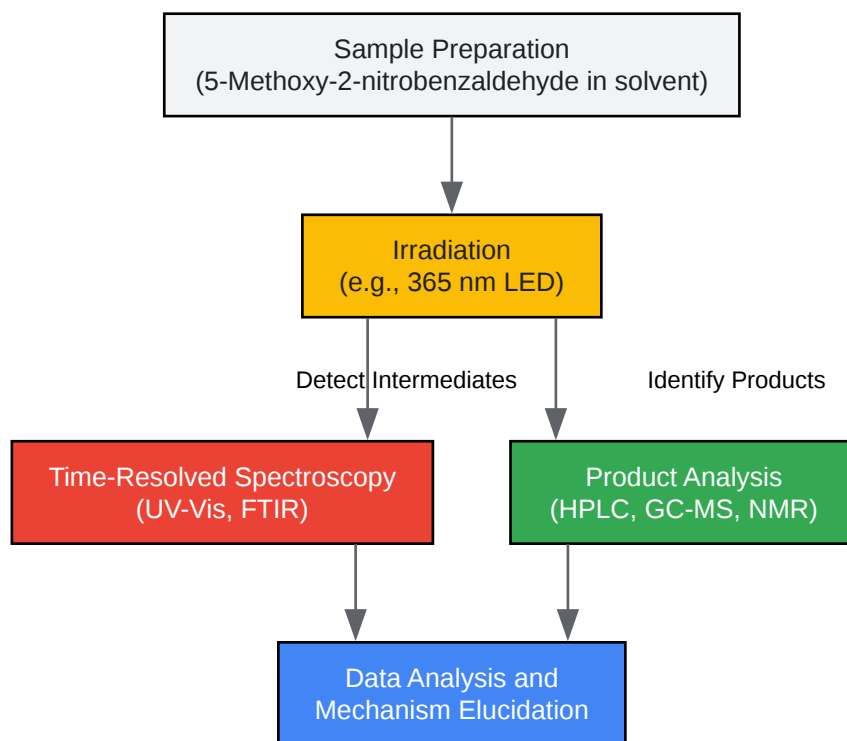 Sample Preparation
(5-Methoxy-2-nitrobenzaldehyde in solvent)
Irradiation
(e.g., 365 nm LED)
Detect Intermediates
Identify Products
Time-Resolved Spectroscopy
(UV-Vis, FTIR)
Product Analysis
(HPLC, GC-MS, NMR)
Data Analysis and
Mechanism Elucidation